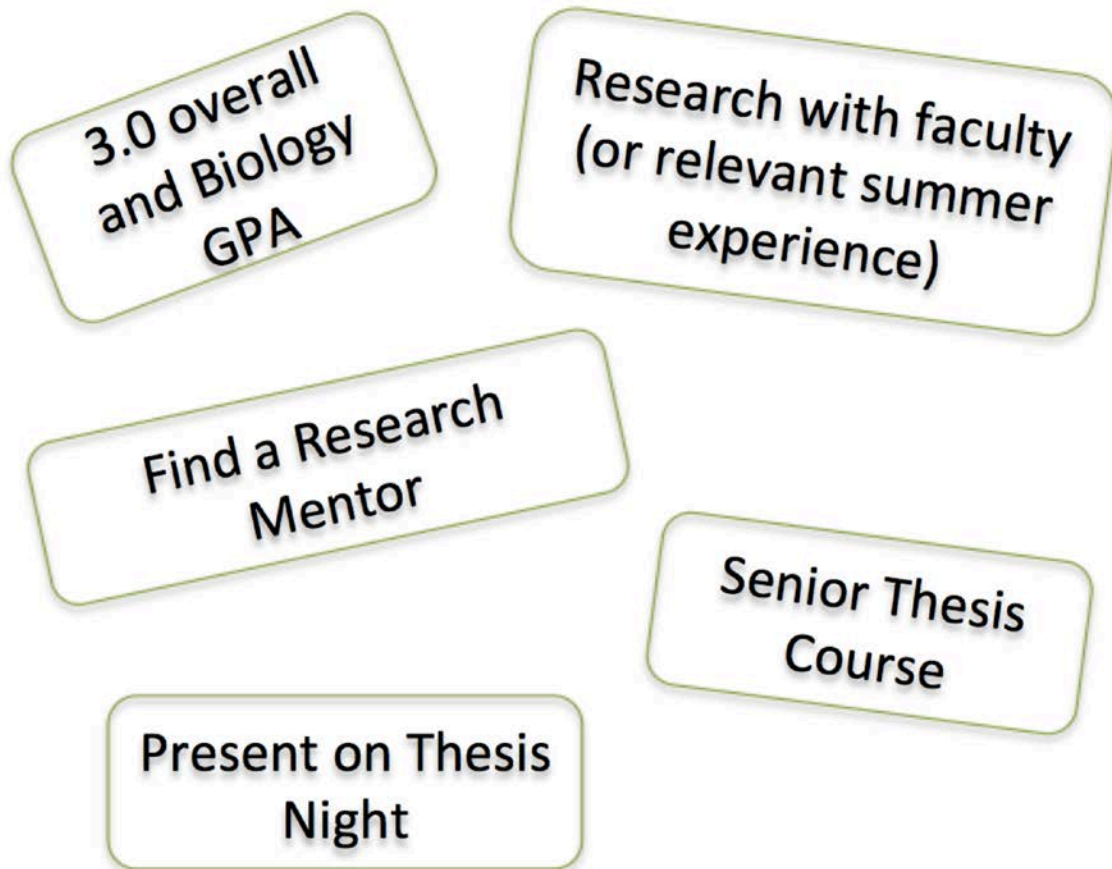 3.0 overall
and Biology
GPA
Research with faculty
(or relevant summer
experience)
Find a Research
Mentor
Senior Thesis
Course
Present on Thesis
Night